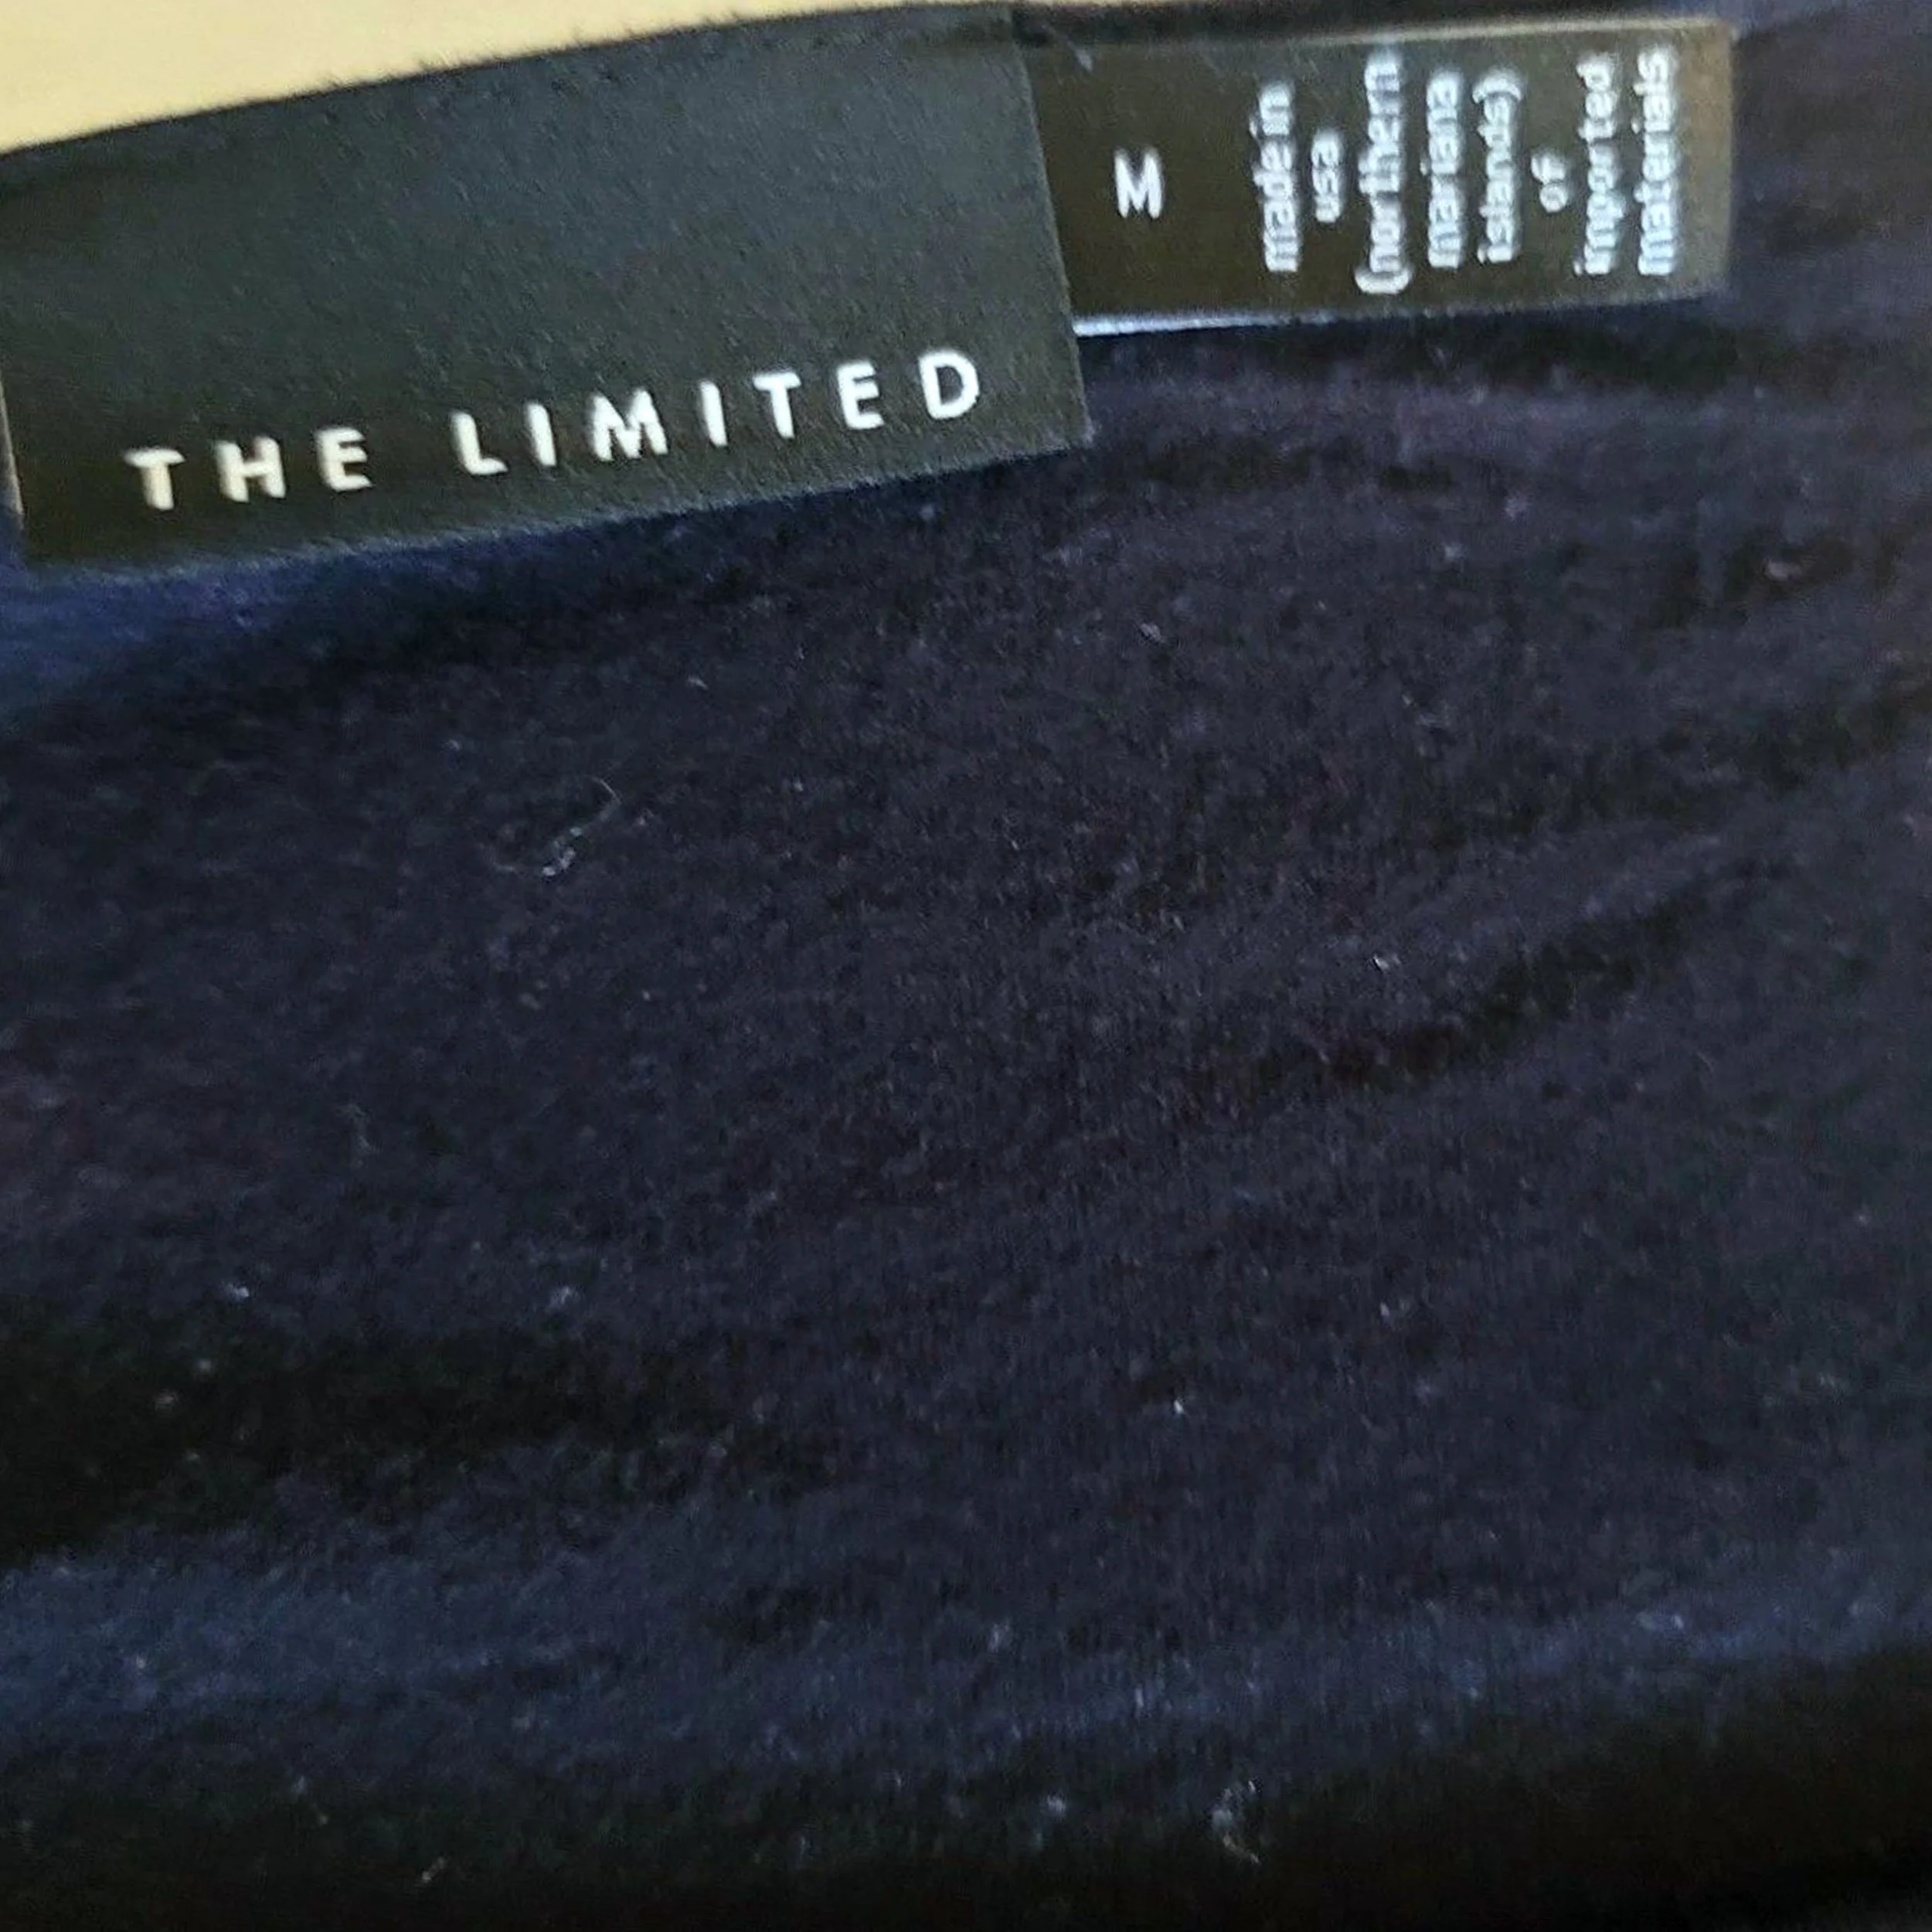 THE LIMITED
M
made in
usa
(northern
mariana
islands)
of
imported
materials